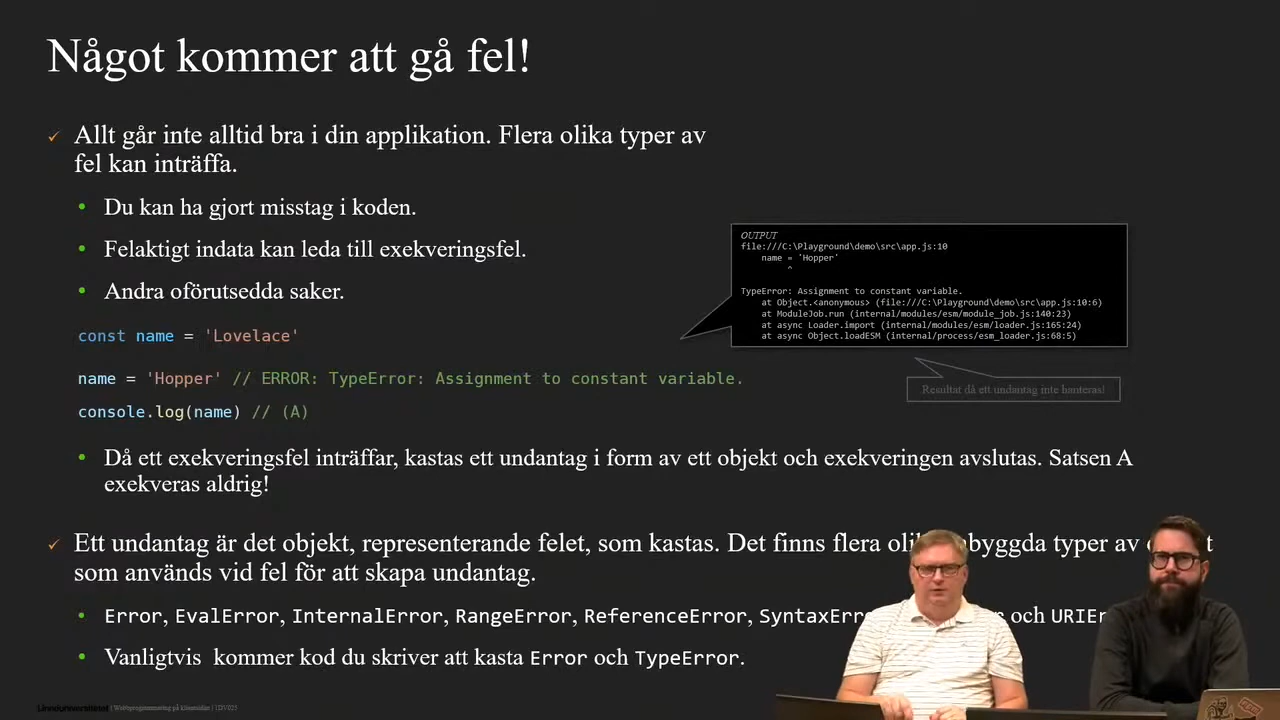 Något kommer att gå fel!
Allt går inte alltid bra i din applikation. Flera olika typer av
fel kan inträffa.
Du kan ha gjort misstag i koden.
Felaktigt indata kan leda till exekveringsfel.
Andra oförutsedda saker.
OUTPUT
file:///C:\Playground\demo\src\app.js:10
name = 'Hopper'
^
TypeError: Assignment to constant variable.
at Object.<anonymous> (file:///C:\Playground\demo\src\app.js:10:6)
at ModuleJob.run (internal/modules/esm/module_job.js:140:23)
at async Loader.import (internal/modules/esm/loader.js:165:24)
at async Object.loadESM (internal/process/esm_loader.js:68:5)
Resultat då ett undantag inte hanteras!
const name = 'Lovelace'
name = 'Hopper' // ERROR: TypeError: Assignment to constant variable.
console.log(name) // (A)
Då ett exekveringsfel inträffar, kastas ett undantag i form av ett objekt och exekveringen avslutas. Satsen A
exekveras aldrig!
Ett undantag är det objekt, representerande felet, som kastas. Det finns flera byggda typer av
som används vid fel för att skapa undantag.
Error, EvalError, InternalError, RangeError, ReferenceError, och
Vanligtvis kommer kod du skriver att kasta Error och TypeError.
Linnéuniversitetet